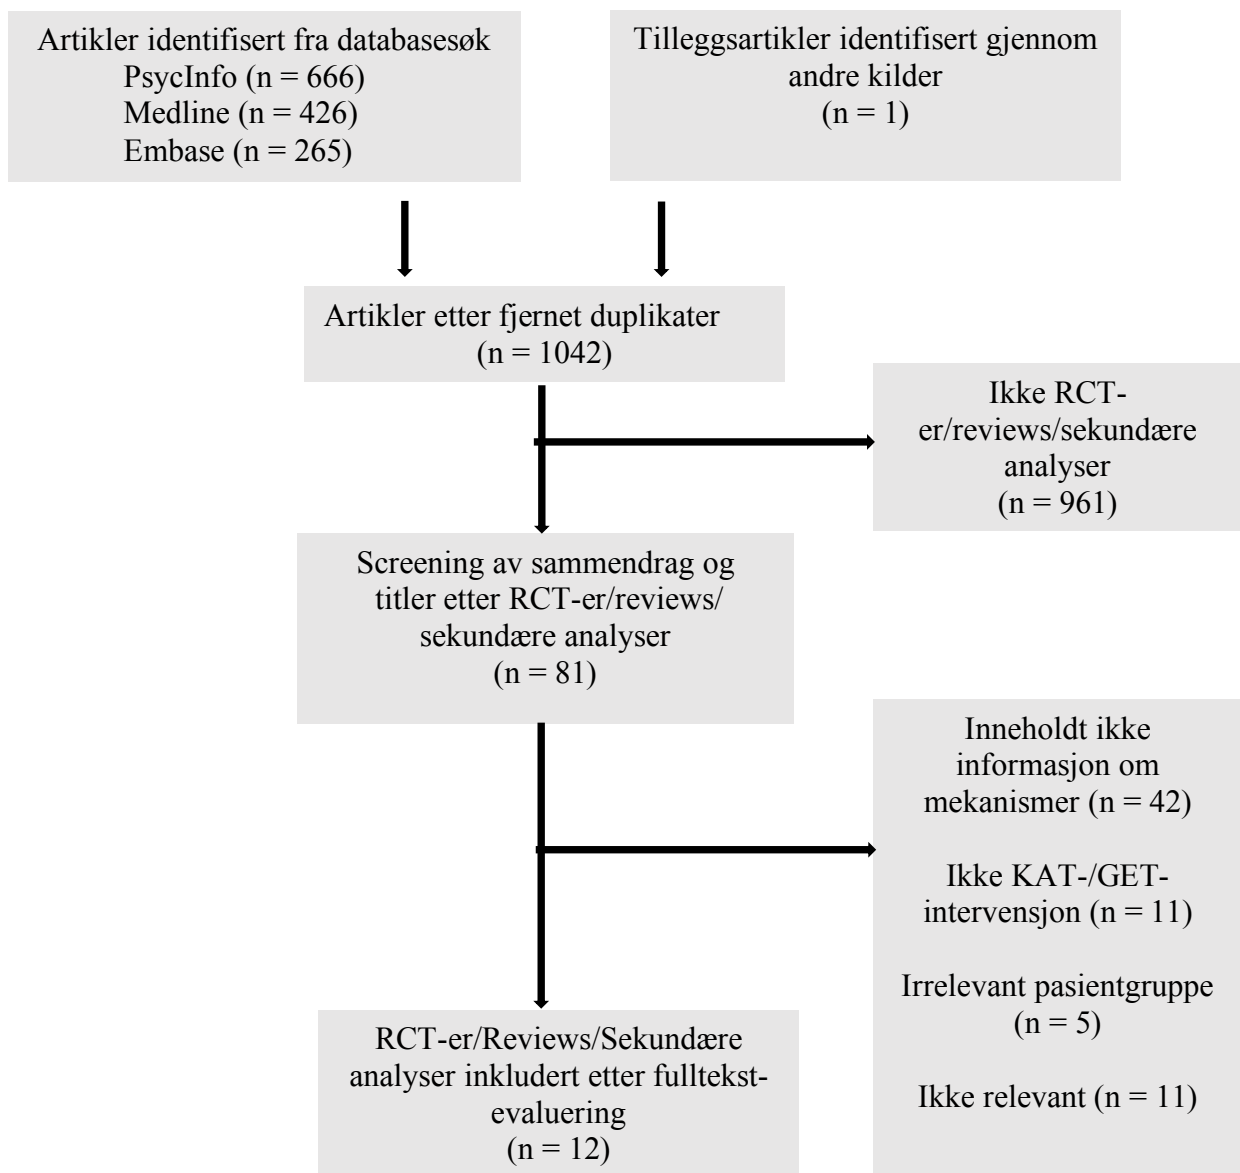 Artikler identifisert fra databasesøk
PsycInfo (n = 666)
Medline (n = 426)
Embase (n = 265)
Tilleggsartikler identifisert gjennom
andre kilder
(n = 1)
Artikler etter fjernet duplikater
(n = 1042)
Ikke RCT-
er/reviews/sekundære
analyser
(n = 961)
Screening av sammendrag og
titler etter RCT-er/reviews/
sekundære analyser
(n = 81)
Inneholdt ikke
informasjon om
mekanismer (n = 42)
Ikke KAT-/GET-
intervensjon (n = 11)
Irrelevant pasientgruppe
(n = 5)
Ikke relevant (n = 11)
RCT-er/Reviews/Sekundære
analyser inkludert etter fulltekst-
evaluering
(n = 12)